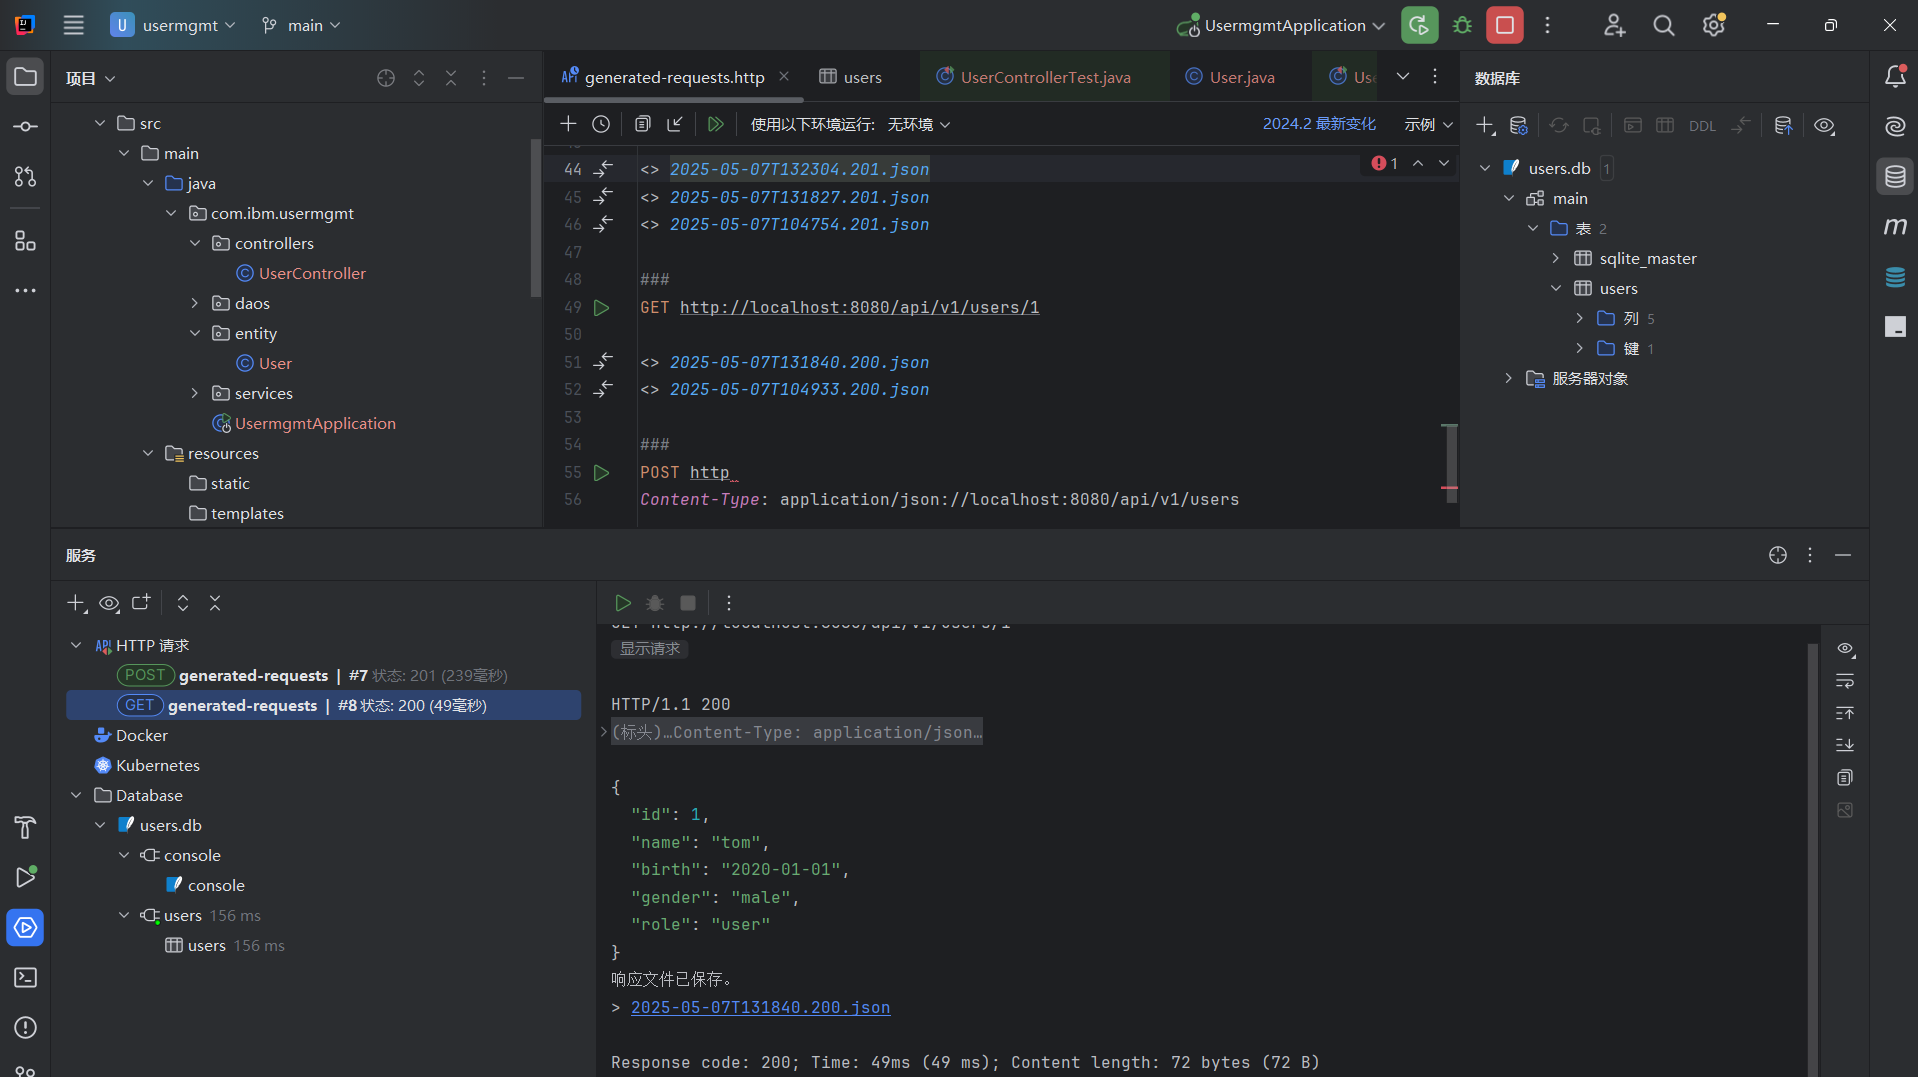 U usermgmt main UsermgmtApplication
项目
src
main
java
com.ibm.usermgmt
controllers
UserController
daos
entity
User
services
UsermgmtApplication
resources
static
templates
API generated-requests.http users UserControllerTest.java User.java
使用以下环境运行: 无环境 2024.2 最新变化 示例
44 <> 2025-05-07T132304.201.json 1
45 <> 2025-05-07T131827.201.json
46 <> 2025-05-07T104754.201.json
47
48 ###
49 GET http://localhost:8080/api/v1/users/1
50
51 <> 2025-05-07T131840.200.json
52 <> 2025-05-07T104933.200.json
53
54 ###
55 POST http
56 Content-Type: application/json://localhost:8080/api/v1/users
数据库
DDL
users.db 1
main
表 2
sqlite_master
users
列 5
键 1
服务器对象
m
服务
API HTTP 请求
POST generated-requests | #7 状态: 201 (239毫秒)
GET generated-requests | #8 状态: 200 (49毫秒)
Docker
Kubernetes
Database
users.db
console
console
users 156 ms
users 156 ms
GET http://localhost:8080/api/v1/users/1
显示请求
HTTP/1.1 200
(标头)…Content-Type: application/json…
{
"id": 1,
"name": "tom",
"birth": "2020-01-01",
"gender": "male",
"role": "user"
}
响应文件已保存。
> 2025-05-07T131840.200.json
Response code: 200; Time: 49ms (49 ms); Content length: 72 bytes (72 B)